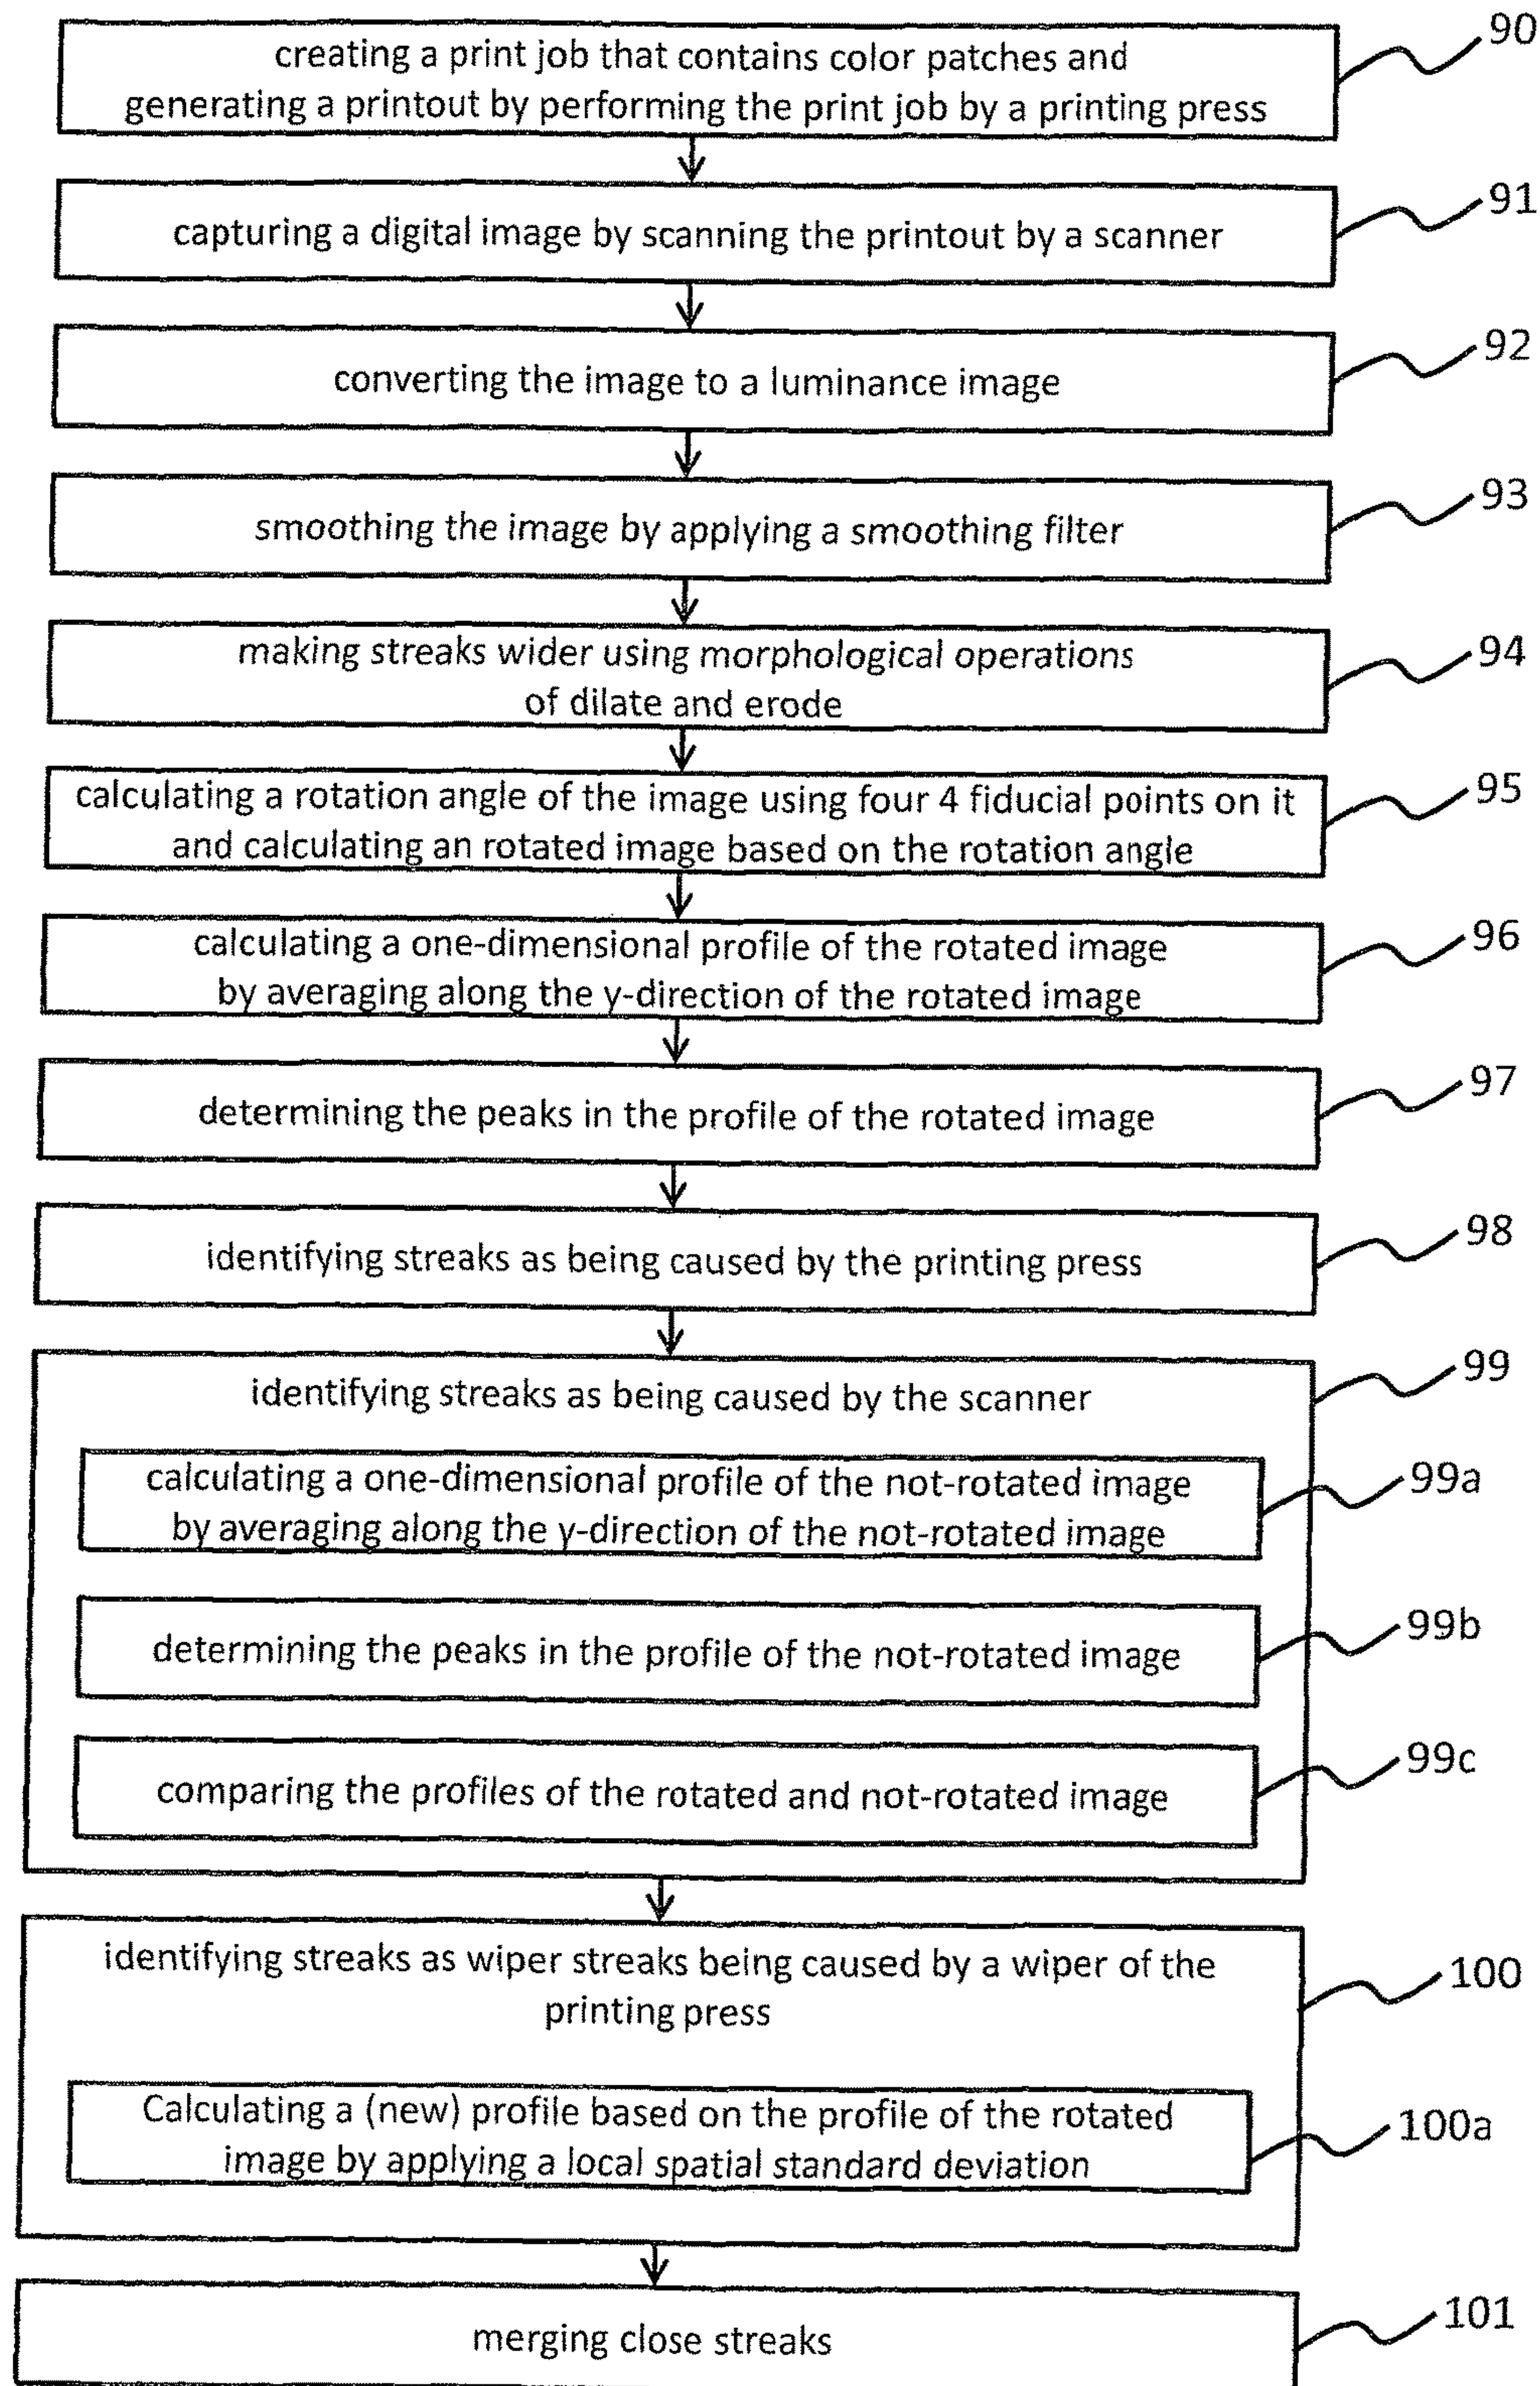 creating a print job that contains color patches and
generating a printout by performing the print job by a printing press
90
capturing a digital image by scanning the printout by a scanner
91
converting the image to a luminance image
92
smoothing the image by applying a smoothing filter
93
making streaks wider using morphological operations
of dilate and erode
94
calculating a rotation angle of the image using four 4 fiducial points on it
and calculating an rotated image based on the rotation angle
95
calculating a one-dimensional profile of the rotated image
by averaging along the y-direction of the rotated image
96
determining the peaks in the profile of the rotated image
97
identifying streaks as being caused by the printing press
98
identifying streaks as being caused by the scanner
99
calculating a one-dimensional profile of the not-rotated image
by averaging along the y-direction of the not-rotated image
99a
determining the peaks in the profile of the not-rotated image
99b
comparing the profiles of the rotated and not-rotated image
99c
identifying streaks as wiper streaks being caused by a wiper of the
printing press
100
Calculating a (new) profile based on the profile of the rotated
image by applying a local spatial standard deviation
100a
merging close streaks
101